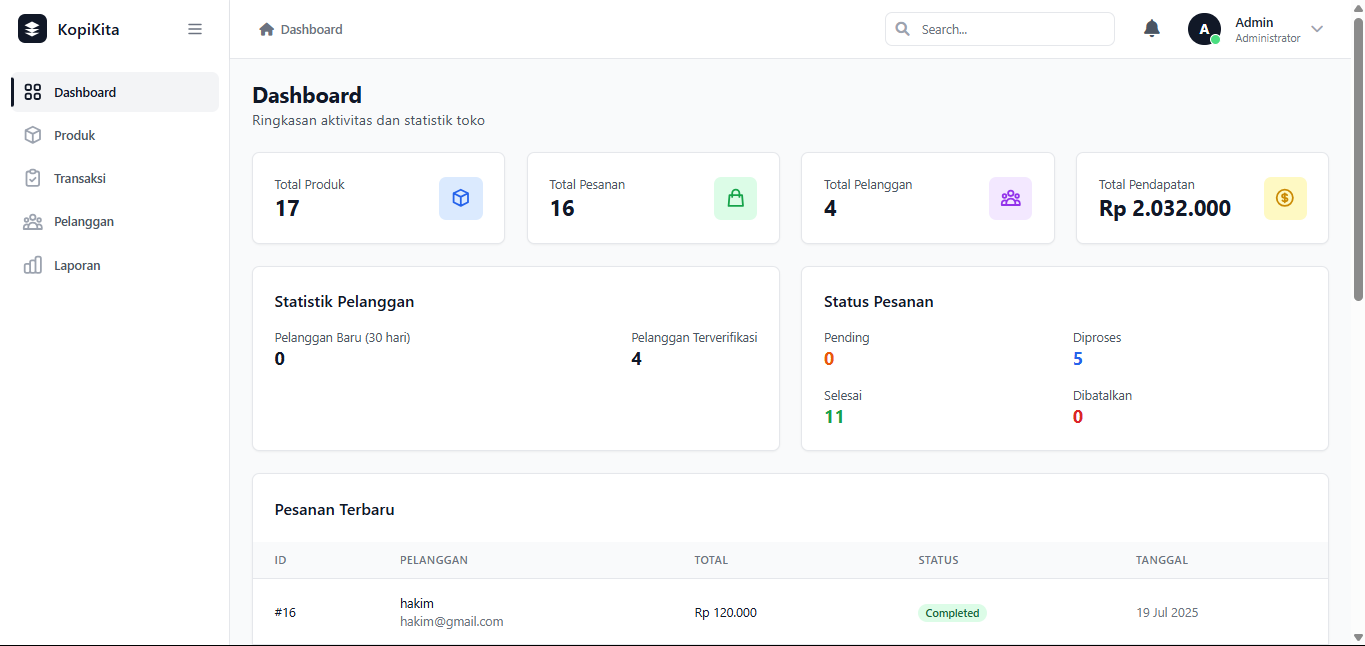 KopiKita
Dashboard
Search...
A
Admin
Administrator
Dashboard
Produk
Transaksi
Pelanggan
Laporan
Dashboard
Ringkasan aktivitas dan statistik toko
Total Produk
17
Total Pesanan
16
Total Pelanggan
4
Total Pendapatan
Rp 2.032.000
$
Statistik Pelanggan
Pelanggan Baru (30 hari)
0
Pelanggan Terverifikasi
4
Status Pesanan
Pending
0
Diproses
5
Selesai
11
Dibatalkan
0
Pesanan Terbaru
ID PELANGGAN TOTAL STATUS TANGGAL
#16 hakim Rp 120.000 Completed 19 Jul 2025
hakim@gmail.com